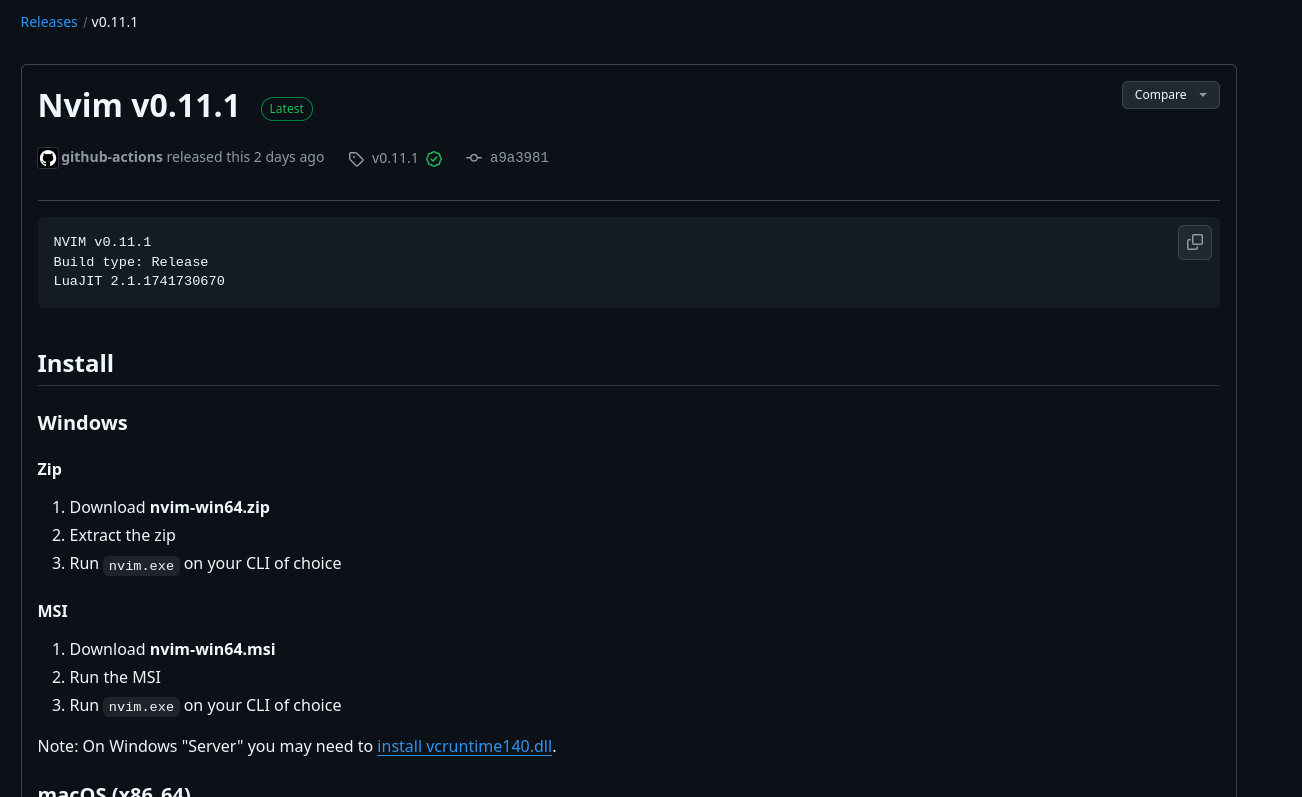 Releases / v0.11.1
Nvim v0.11.1 Latest
Compare
github-actions released this 2 days ago v0.11.1 a9a3981
NVIM v0.11.1
Build type: Release
LuaJIT 2.1.1741730670
Install
Windows
Zip
1. Download nvim-win64.zip
2. Extract the zip
3. Run nvim.exe on your CLI of choice
MSI
1. Download nvim-win64.msi
2. Run the MSI
3. Run nvim.exe on your CLI of choice
Note: On Windows "Server" you may need to install vcruntime140.dll.
macOS (x86_64)